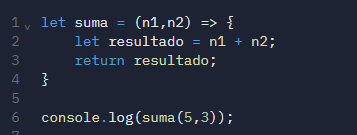 1 let suma = (n1,n2) => {
2     let resultado = n1 + n2;
3     return resultado;
4 }
5
6 console.log(suma(5,3));